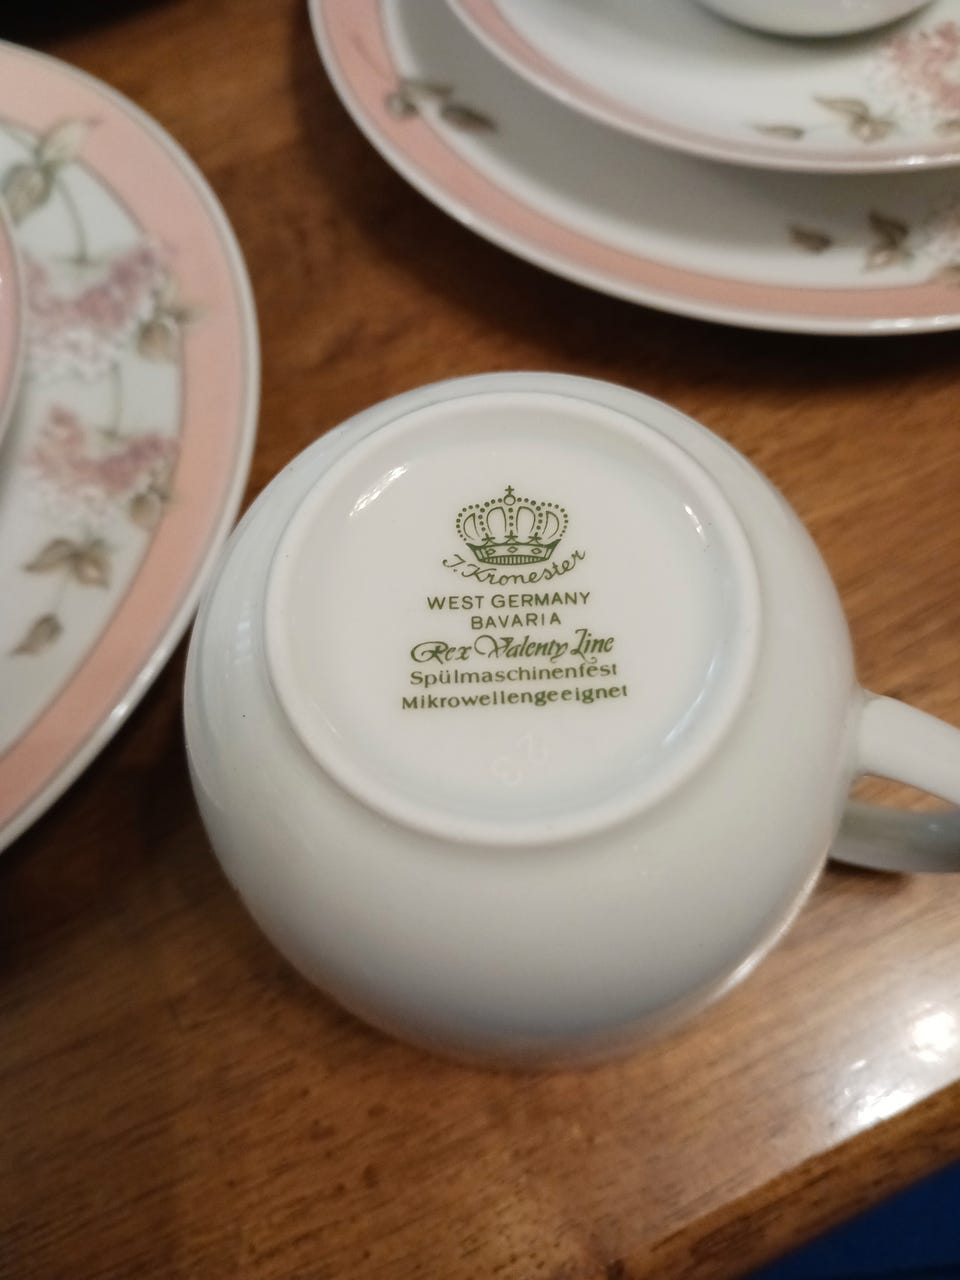 J.Kronester
WEST GERMANY
BAVARIA
Rex Valenty Line
Spülmaschinenfest
Mikrowellengeeignet